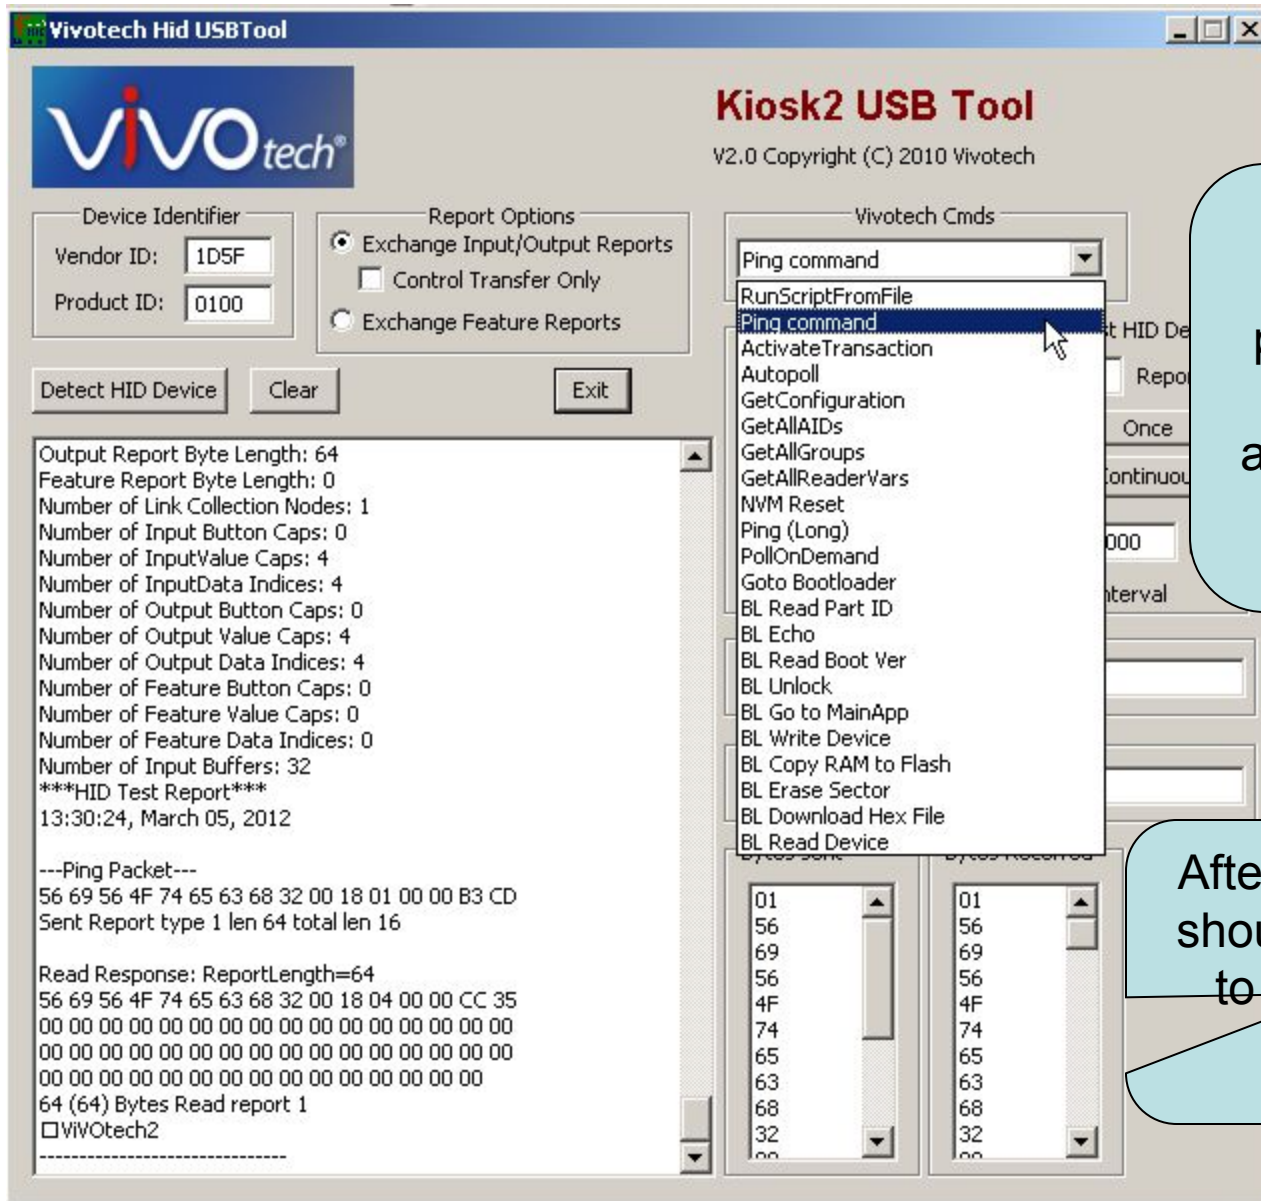 Vivotech Hid USBTool
ViVOtech®
Kiosk2 USB Tool
V2.0 Copyright (C) 2010 Vivotech
Device Identifier
Vendor ID: 1D5F
Product ID: 0100
Report Options
Exchange Input/Output Reports
Control Transfer Only
Exchange Feature Reports
Vivotech Cmds
Ping command
RunScriptFromFile
Ping command
ActivateTransaction
Autopoll
GetConfiguration
GetAllAIDs
GetAllGroups
GetAllReaderVars
NVM Reset
Ping (Long)
PollOnDemand
Goto Bootloader
BL Read Part ID
BL Echo
BL Read Boot Ver
BL Unlock
BL Go to MainApp
BL Write Device
BL Copy RAM to Flash
BL Erase Sector
BL Download Hex File
BL Read Device
HID
Once
000
Detect HID Device
Clear
Exit
Output Report Byte Length: 64
Feature Report Byte Length: 0
Number of Link Collection Nodes: 1
Number of Input Button Caps: 0
Number of InputValue Caps: 4
Number of InputData Indices: 4
Number of Output Button Caps: 0
Number of Output Value Caps: 4
Number of Output Data Indices: 4
Number of Feature Button Caps: 0
Number of Feature Value Caps: 0
Number of Feature Data Indices: 0
Number of Input Buffers: 32
***HID Test Report***
13:30:24, March 05, 2012
---Ping Packet---
56 69 56 4F 74 65 63 68 32 00 18 01 00 00 B3 CD
Sent Report type 1 len 64 total len 16
Read Response: ReportLength=64
56 69 56 4F 74 65 63 68 32 00 18 04 00 00 CC 35
00 00 00 00 00 00 00 00 00 00 00 00 00 00 00 00
00 00 00 00 00 00 00 00 00 00 00 00 00 00 00 00
00 00 00 00 00 00 00 00 00 00 00 00 00 00 00
64 (64) Bytes Read report 1
ViVOtech2
-------------------------------
01
56
69
56
4F
74
65
63
68
32
01
56
69
56
4F
74
65
63
68
32
to